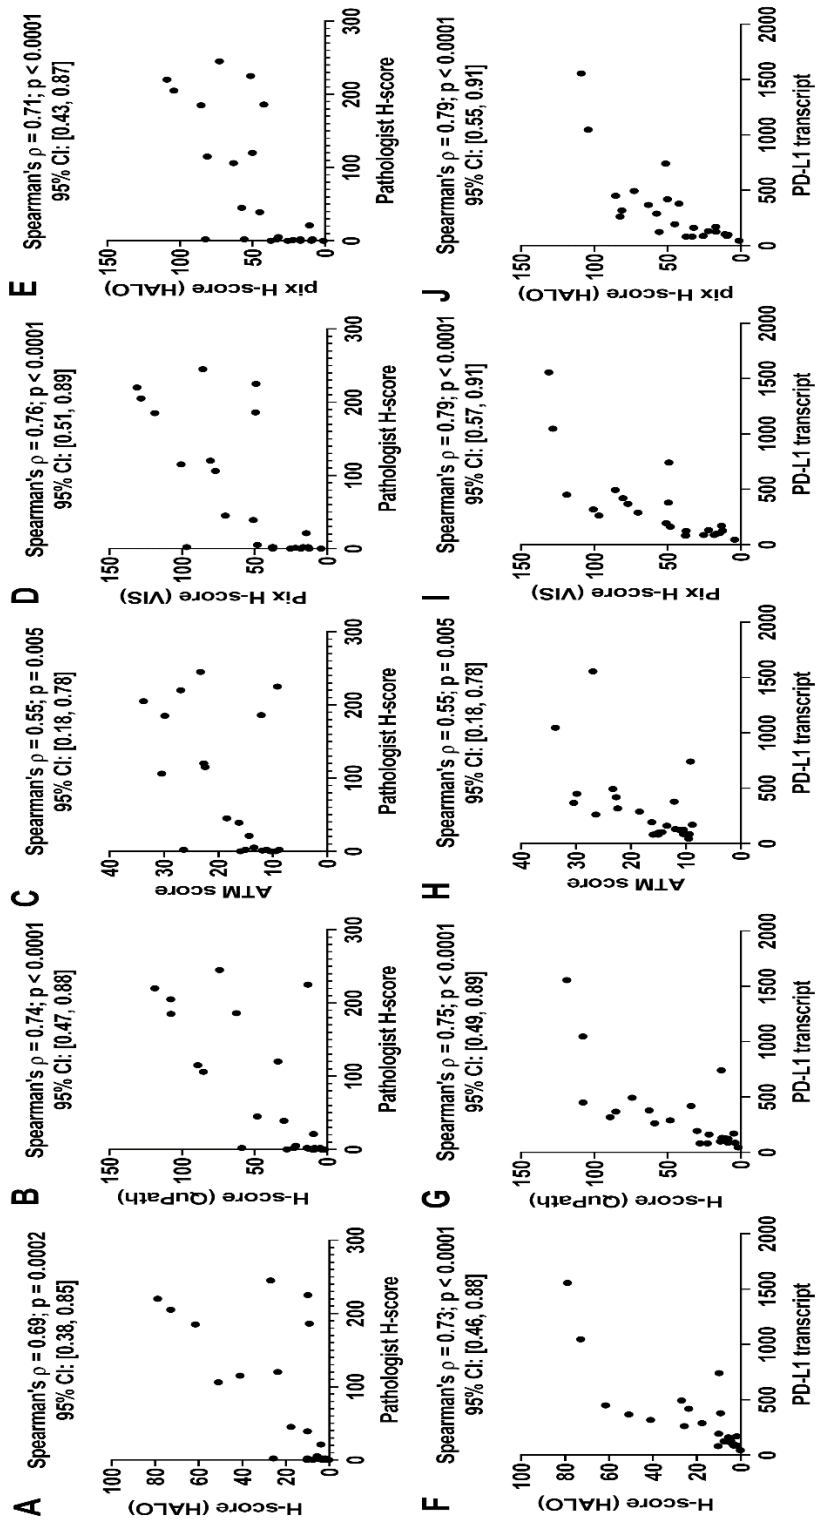 A
Spearman's ρ = 0.69; p = 0.0002
95% CI: [0.38, 0.85]
H-score (HALO)
100
80
60
40
20
0
0 100 200 300
Pathologist H-score
B
Spearman's ρ = 0.74; p < 0.0001
95% CI: [0.47, 0.88]
H-score (QuPath)
150
100
50
0
0 100 200 300
Pathologist H-score
C
Spearman's ρ = 0.55; p = 0.005
95% CI: [0.18, 0.78]
ATM score
40
30
20
10
0
0 100 200 300
Pathologist H-score
D
Spearman's ρ = 0.76; p < 0.0001
95% CI: [0.51, 0.89]
Pix H-score (VIS)
150
100
50
0
0 100 200 300
Pathologist H-score
E
Spearman's ρ = 0.71; p < 0.0001
95% CI: [0.43, 0.87]
pix H-score (HALO)
150
100
50
0
0 100 200 300
Pathologist H-score
F
Spearman's ρ = 0.73; p < 0.0001
95% CI: [0.46, 0.88]
H-score (HALO)
100
80
60
40
20
0
0 500 1000 1500 2000
PD-L1 transcript
G
Spearman's ρ = 0.75; p < 0.0001
95% CI: [0.49, 0.89]
H-score (QuPath)
150
100
50
0
0 500 1000 1500 2000
PD-L1 transcript
H
Spearman's ρ = 0.55; p = 0.005
95% CI: [0.18, 0.78]
ATM score
40
30
20
10
0
0 500 1000 1500 2000
PD-L1 transcript
I
Spearman's ρ = 0.79; p < 0.0001
95% CI: [0.57, 0.91]
Pix H-score (VIS)
150
100
50
0
0 500 1000 1500 2000
PD-L1 transcript
J
Spearman's ρ = 0.79; p < 0.0001
95% CI: [0.55, 0.91]
pix H-score (HALO)
150
100
50
0
0 500 1000 1500 2000
PD-L1 transcript